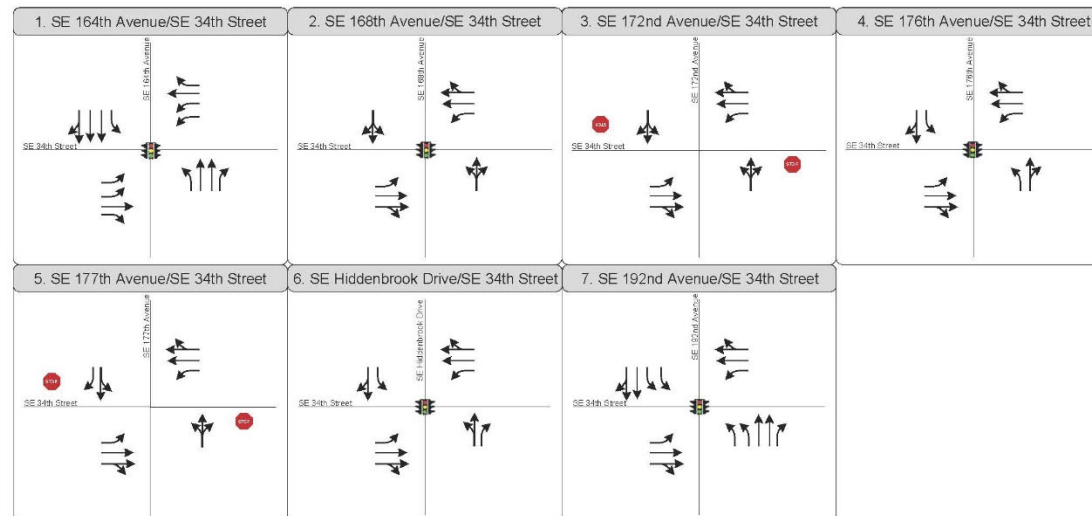 1. SE 164th Avenue/SE 34th Street
2. SE 168th Avenue/SE 34th Street
3. SE 172nd Avenue/SE 34th Street
4. SE 176th Avenue/SE 34th Street
SE 164th Avenue
SE 34th Street
SE 168th Avenue
SE 34th Street
SE 172nd Avenue
STOP
SE 34th Street
STOP
SE 176th Avenue
SE 34th Street
5. SE 177th Avenue/SE 34th Street
6. SE Hiddenbrook Drive/SE 34th Street
7. SE 192nd Avenue/SE 34th Street
SE 177th Avenue
STOP
SE 34th Street
STOP
SE Hiddenbrook Drive
SE 34th Street
SE 192nd Avenue
SE 34th Street